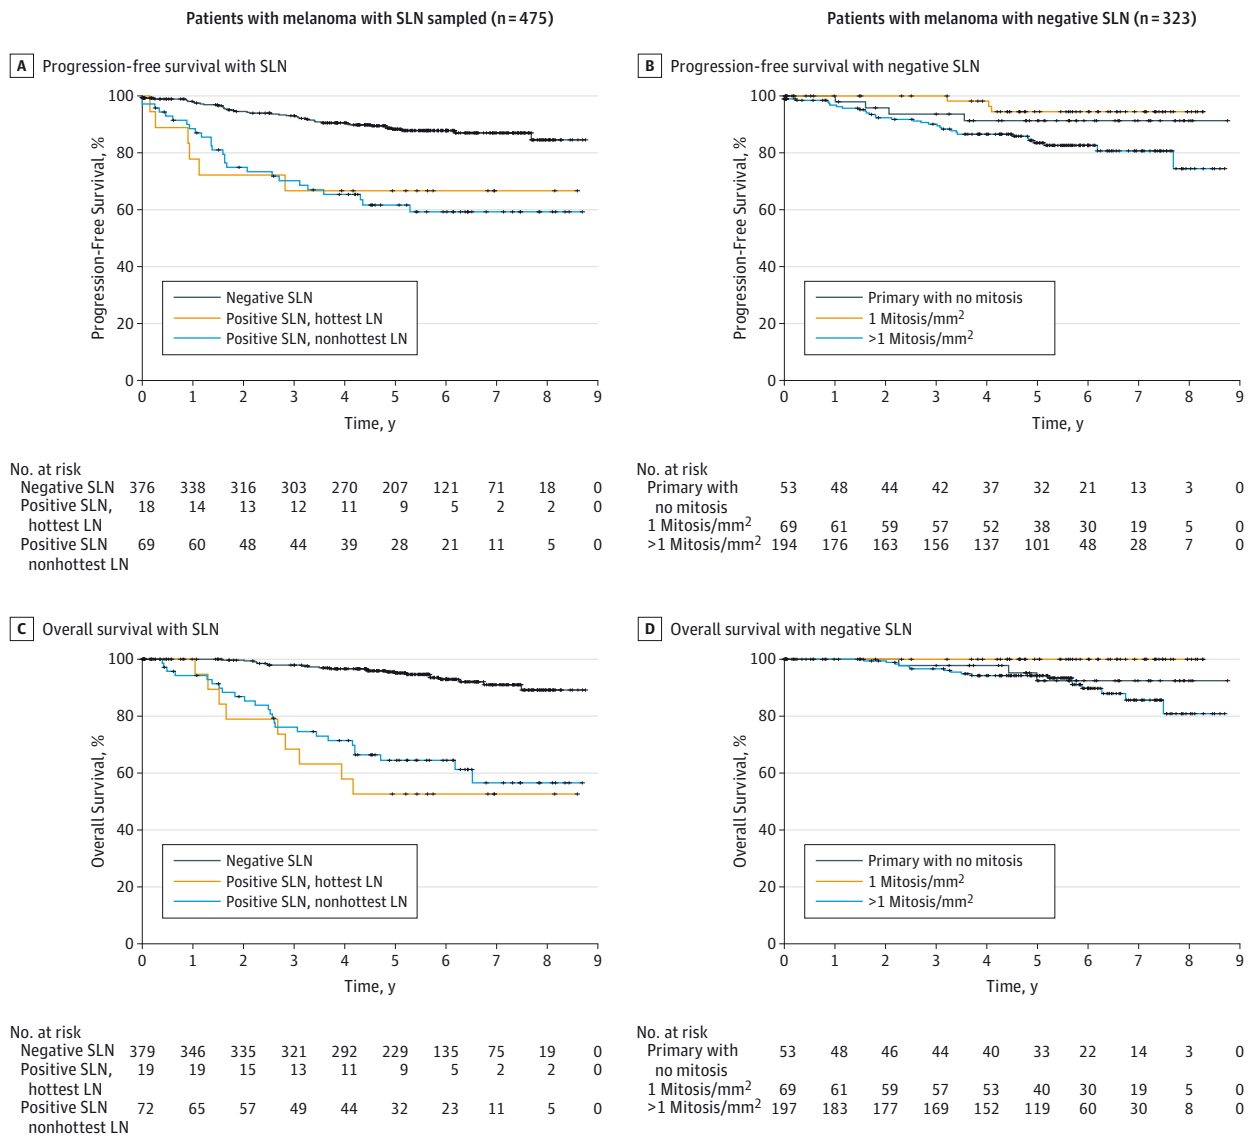 Patients with melanoma with SLN sampled (n = 475)
A Progression-free survival with SLN
Progression-Free Survival, %
100
80
60
40
20
0
Negative SLN
Positive SLN, hottest LN
Positive SLN, nonhottest LN
0 1 2 3 4 5 6 7 8 9
Time, y
No. at risk
Negative SLN 376 338 316 303 270 207 121 71 18 0
Positive SLN, 18 14 13 12 11 9 5 2 2 0
hottest LN
Positive SLN 69 60 48 44 39 28 21 11 5 0
nonhottest LN
Patients with melanoma with negative SLN (n = 323)
B Progression-free survival with negative SLN
Progression-Free Survival, %
100
80
60
40
20
0
Primary with no mitosis
1 Mitosis/mm²
>1 Mitosis/mm²
0 1 2 3 4 5 6 7 8 9
Time, y
No. at risk
Primary with 53 48 44 42 37 32 21 13 3 0
no mitosis
1 Mitosis/mm² 69 61 59 57 52 38 30 19 5 0
>1 Mitosis/mm² 194 176 163 156 137 101 48 28 7 0
C Overall survival with SLN
Overall Survival, %
100
80
60
40
20
0
Negative SLN
Positive SLN, hottest LN
Positive SLN, nonhottest LN
0 1 2 3 4 5 6 7 8 9
Time, y
No. at risk
Negative SLN 379 346 335 321 292 229 135 75 19 0
Positive SLN, 19 19 15 13 11 9 5 2 2 0
hottest LN
Positive SLN 72 65 57 49 44 32 23 11 5 0
nonhottest LN
D Overall survival with negative SLN
Overall Survival, %
100
80
60
40
20
0
Primary with no mitosis
1 Mitosis/mm²
>1 Mitosis/mm²
0 1 2 3 4 5 6 7 8 9
Time, y
No. at risk
Primary with 53 48 46 44 40 33 22 14 3 0
no mitosis
1 Mitosis/mm² 69 61 59 57 53 40 30 19 5 0
>1 Mitosis/mm² 197 183 177 169 152 119 60 30 8 0